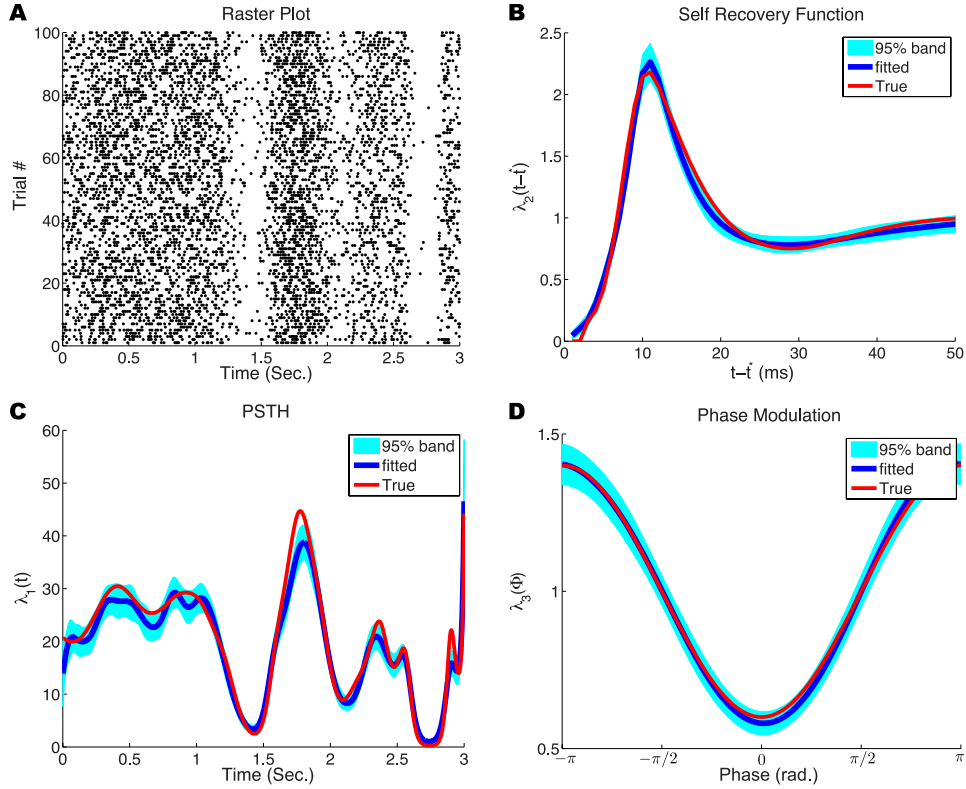 A
Raster Plot
Trial #
100
80
60
40
20
0
0 0.5 1 1.5 2 2.5 3
Time (Sec.)
B
Self Recovery Function
95% band
fitted
True
λ2(t−t)
2.5
2
1.5
1
0.5
0
0 10 20 30 40 50
t−t* (ms)
C
PSTH
95% band
fitted
True
λ1(t)
60
50
40
30
20
10
0
0 0.5 1 1.5 2 2.5 3
Time (Sec.)
D
Phase Modulation
95% band
fitted
True
λ3(Φ)
1.5
1
0.5
−π −π/2 0 π/2 π
Phase (rad.)